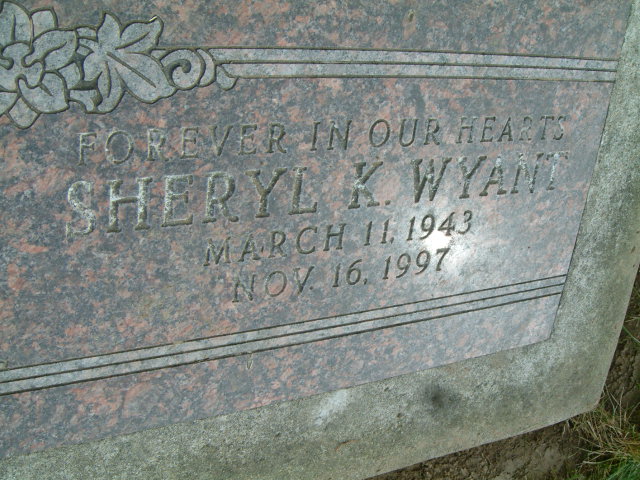 FOREVER IN OUR HEARTS
SHERYL K. WYANT
MARCH 11, 1943
NOV. 16, 1997